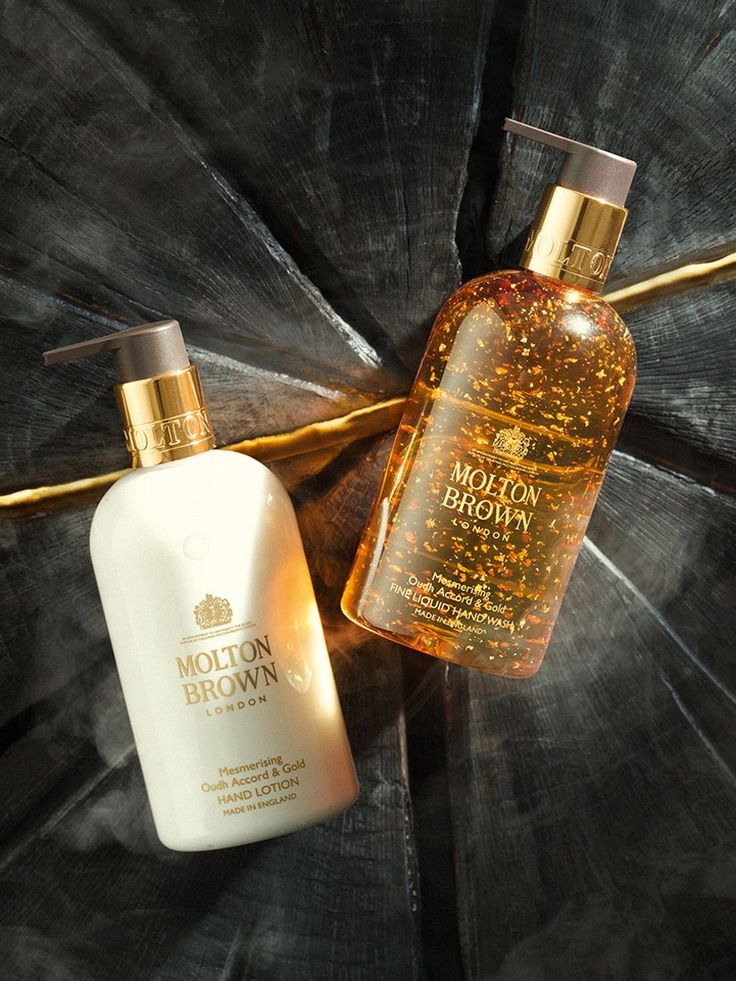 MOLTON
MOLTON
BROWN
LONDON
Mesmerising
Oudh Accord & Gold
HAND LOTION
MADE IN ENGLAND
MOLTON
MOLTON
BROWN
LONDON
Mesmerising
Oudh Accord & Gold
FINE LIQUID HAND WASH
MADE IN ENGLAND